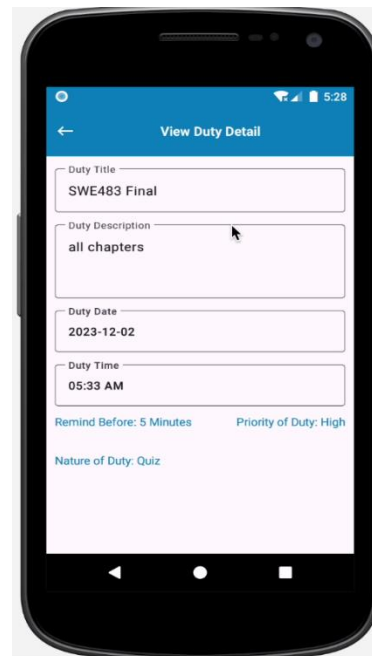 5:28
View Duty Detail
Duty Title
SWE483 Final
Duty Description
all chapters
Duty Date
2023-12-02
Duty Time
05:33 AM
Remind Before: 5 Minutes Priority of Duty: High
Nature of Duty: Quiz